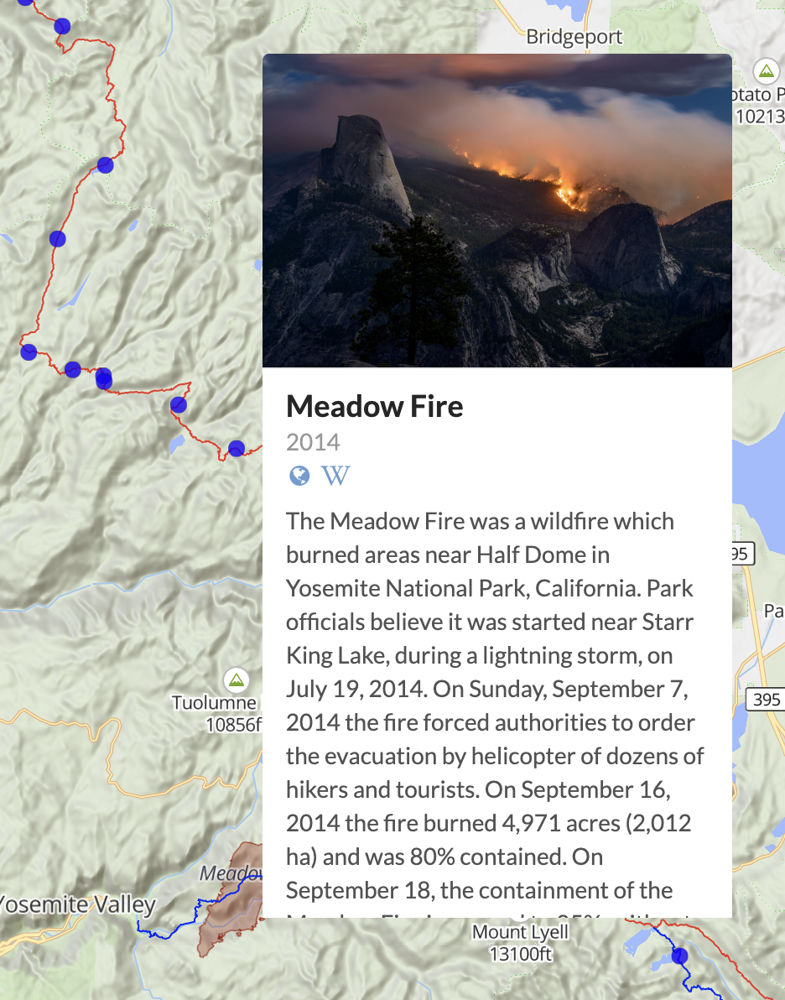 Bridgeport
otato P
10213
Meadow Fire
2014
W
The Meadow Fire was a wildfire which
burned areas near Half Dome in
Yosemite National Park, California. Park
officials believe it was started near Starr
King Lake, during a lightning storm, on
July 19, 2014. On Sunday, September 7,
2014 the fire forced authorities to order
the evacuation by helicopter of dozens of
hikers and tourists. On September 16,
2014 the fire burned 4,971 acres (2,012
ha) and was 80% contained. On
September 18, the containment of the
95
Pa
395
Tuolumne
10856f
Meadow
Yosemite Valley
Mount Lyell
13100ft